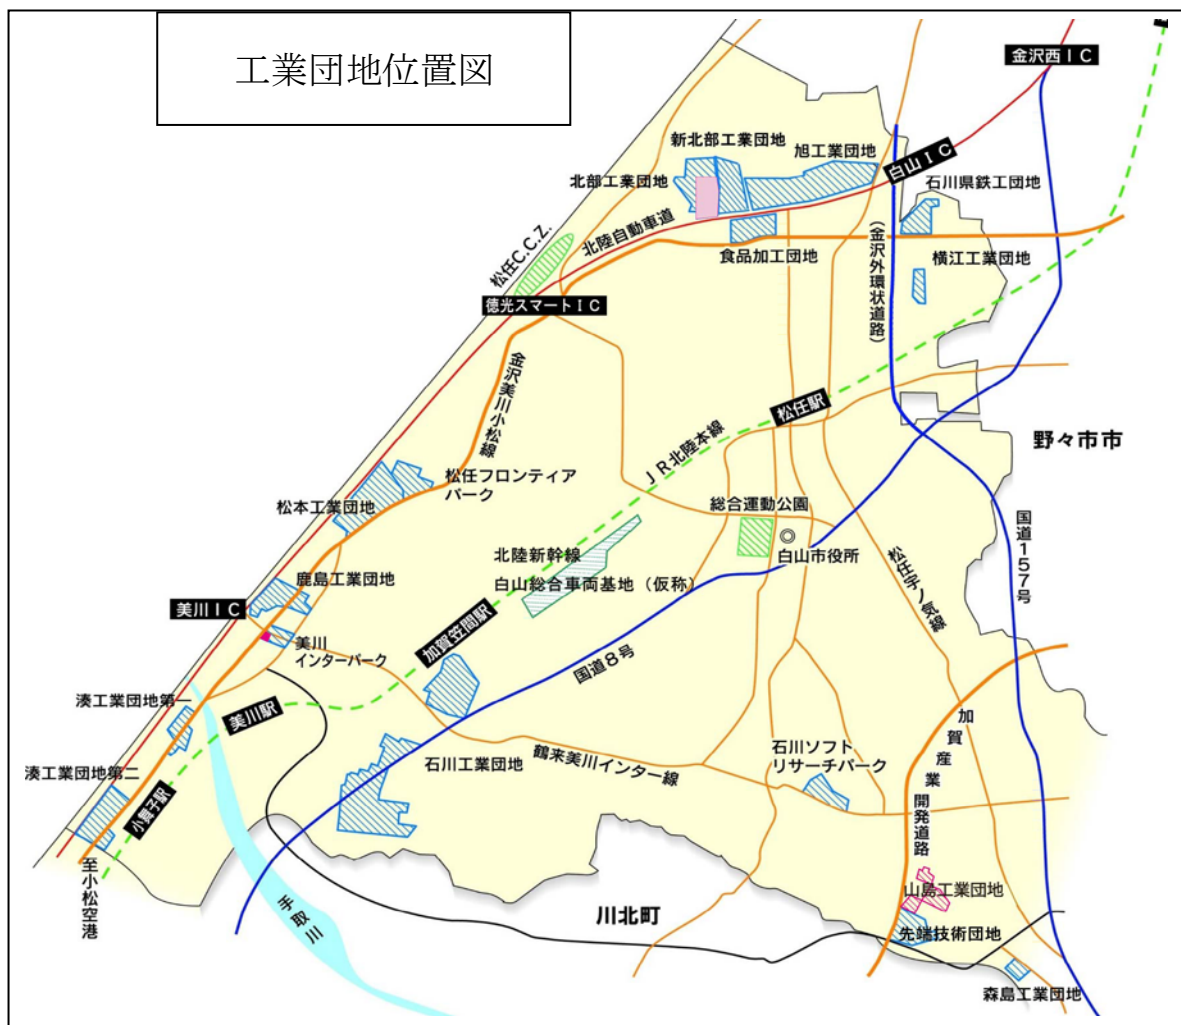 工業団地位置図
金沢西ＩＣ
新北部工業団地
旭工業団地
白山ＩＣ
北部工業団地
石川県鉄工団地
北陸自動車道
(金沢外環状道路)
松任C.C.Z.
食品加工団地
横江工業団地
徳光スマートＩＣ
金沢美川小松線
松任駅
ＪＲ北陸本線
野々市市
松任フロンティア
パーク
松本工業団地
総合運動公園
国道157号
北陸新幹線
白山総合車両基地（仮称）
白山市役所
松任宇ノ気線
鹿島工業団地
美川ＩＣ
美川
インターパーク
加賀笠間駅
国道8号
湊工業団地第一
美川駅
加賀産業開発道路
石川ソフト
リサーチパーク
鶴来美川インター線
石川工業団地
湊工業団地第二
小舞子駅
至小松空港
手取川
川北町
山島工業団地
先端技術団地
森島工業団地